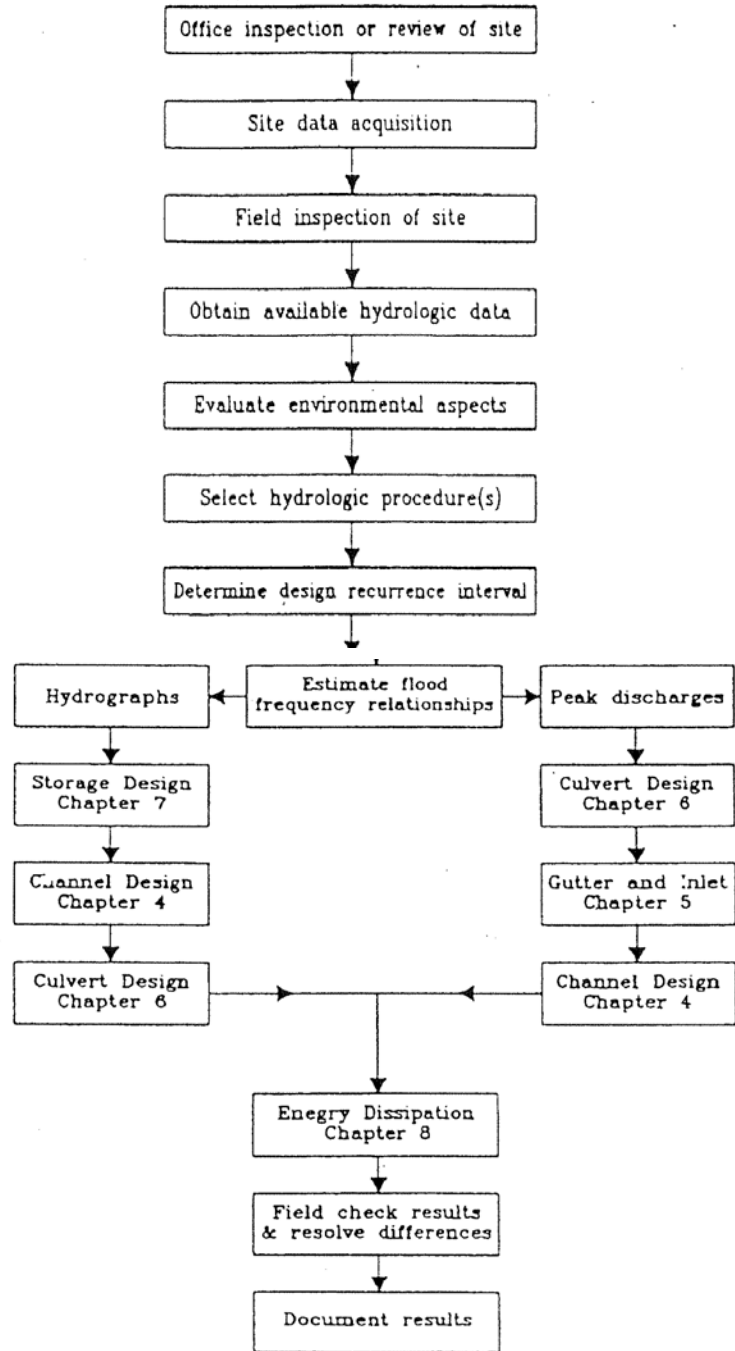 Office inspection or review of site
Site data acquisition
Field inspection of site
Obtain available hydrologic data
Evaluate environmental aspects
Select hydrologic procedure(s)
Determine design recurrence interval
Hydrographs
Estimate flood
frequency relationships
Peak discharges
Storage Design
Chapter 7
Culvert Design
Chapter 6
Channel Design
Chapter 4
Gutter and Inlet
Chapter 5
Culvert Design
Chapter 6
Channel Design
Chapter 4
Enegry Dissipation
Chapter 8
Field check results
& resolve differences
Document results